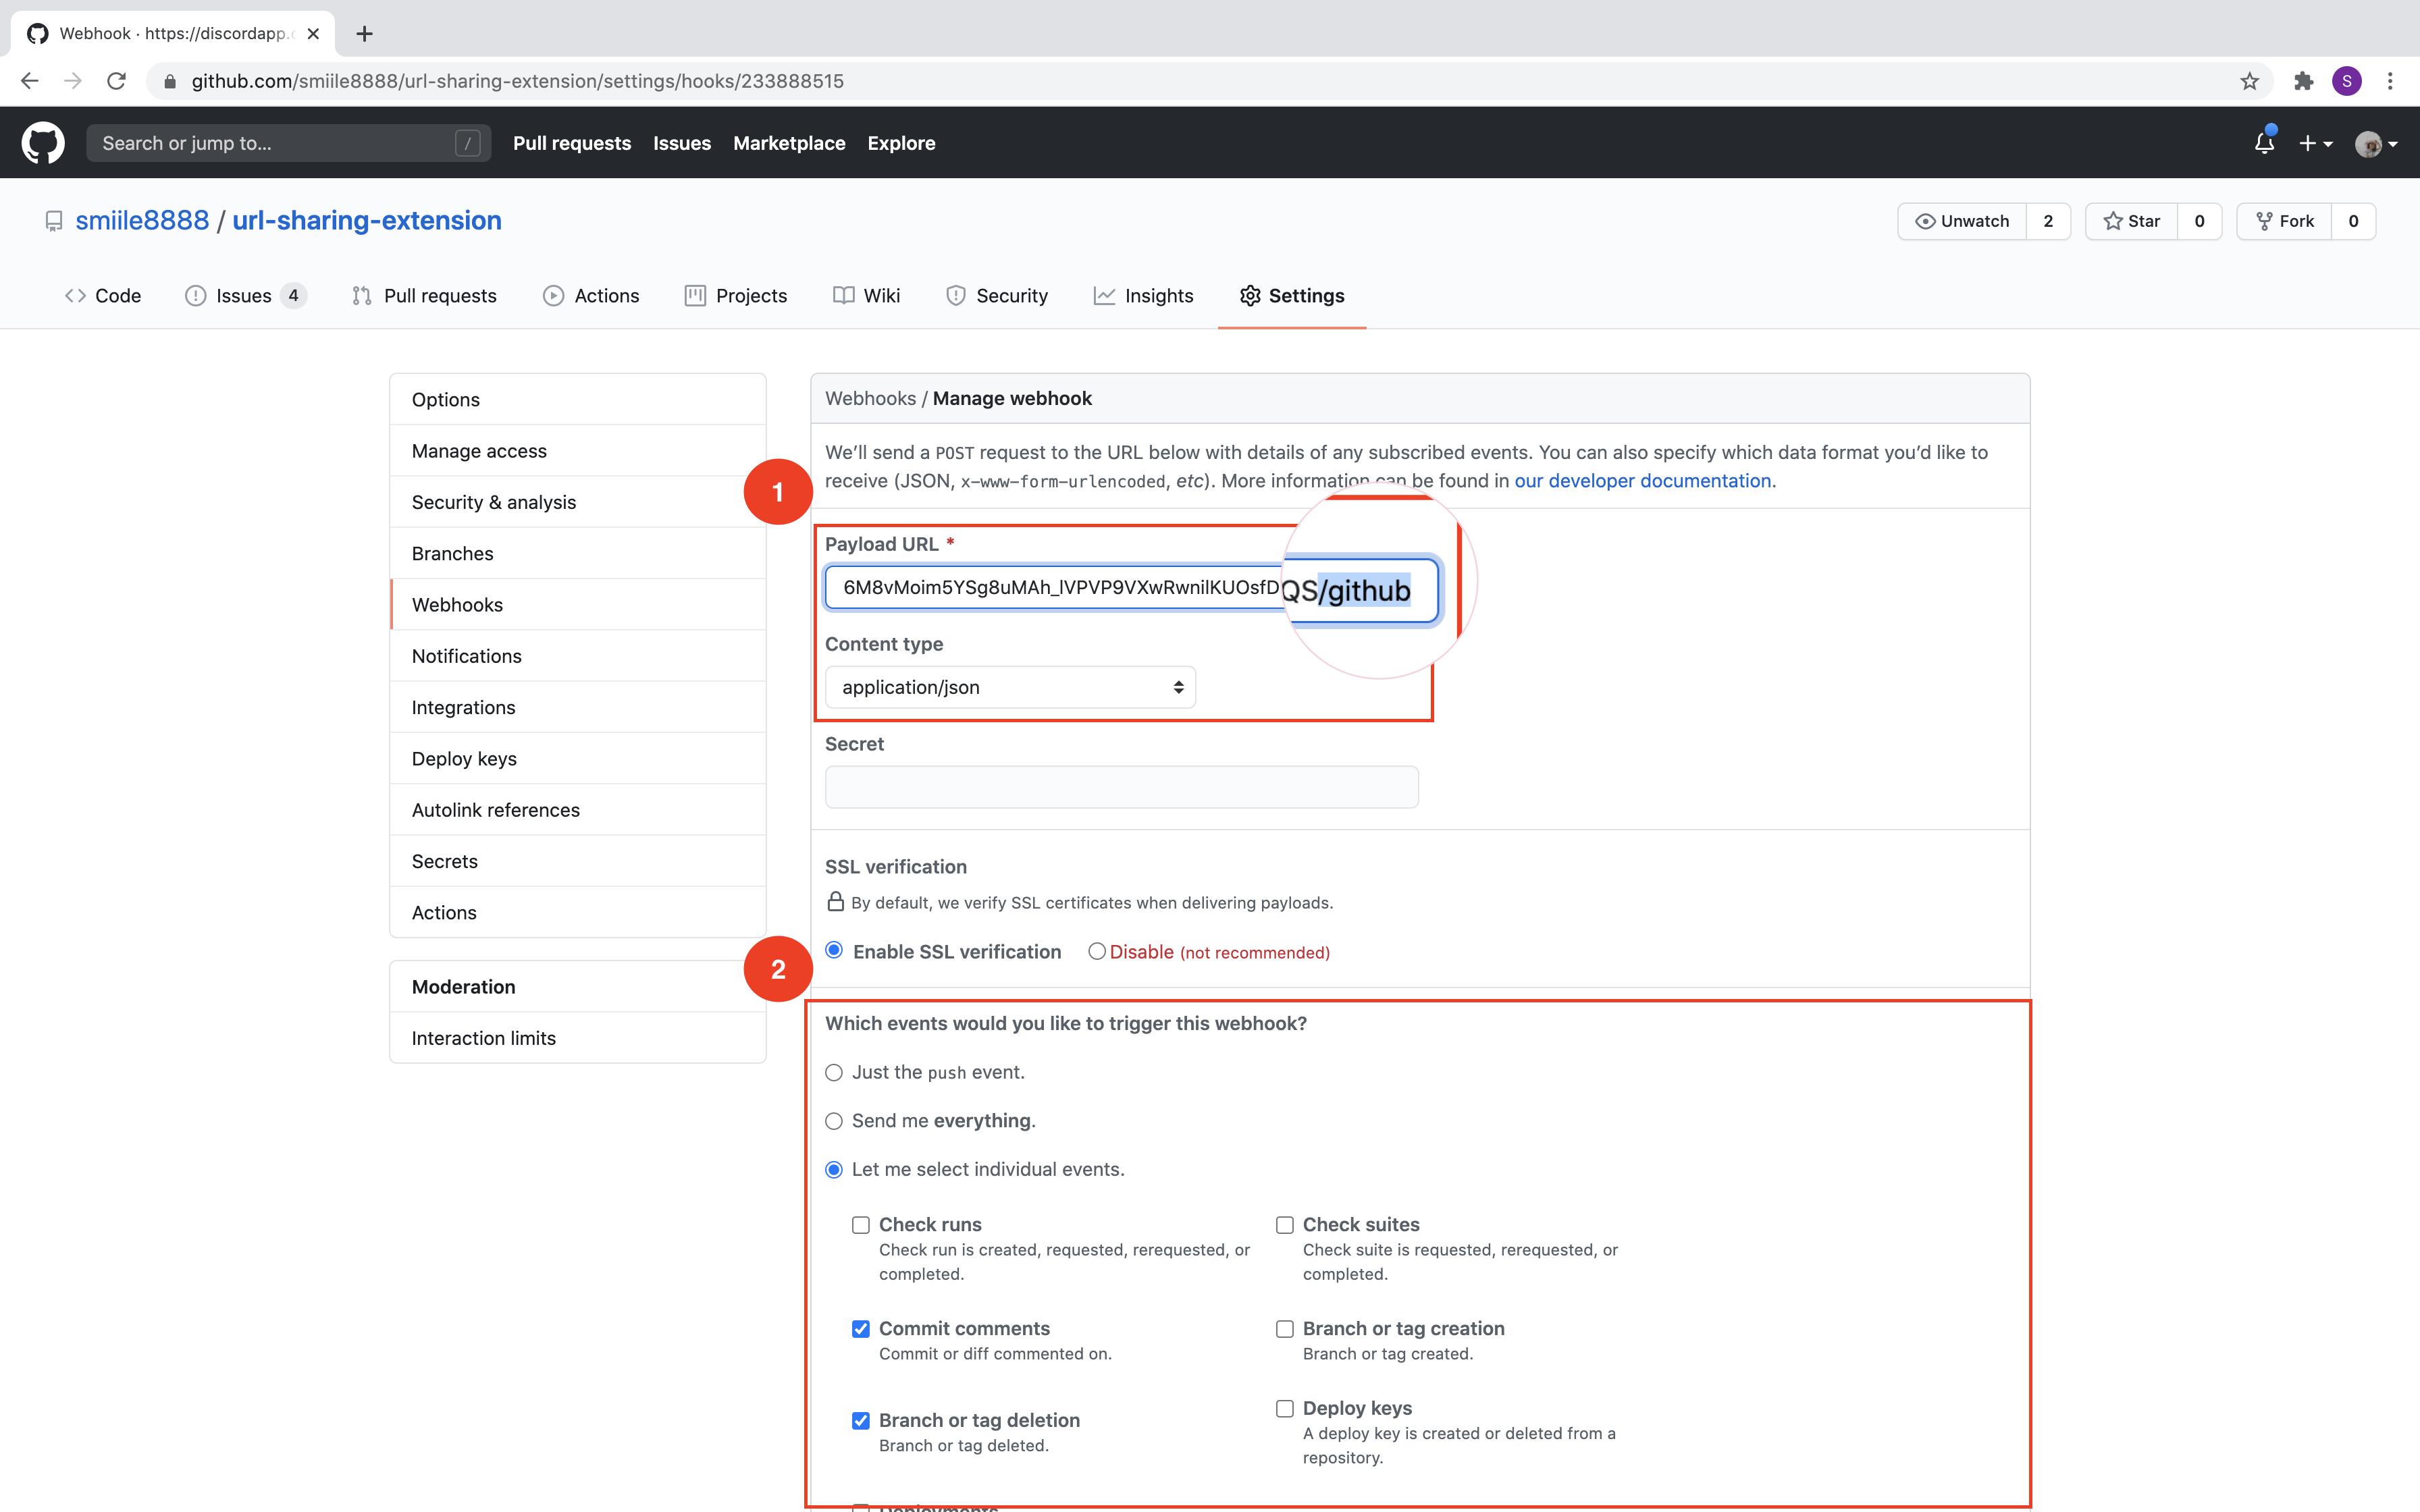 Webhook · https://discordapp.c
github.com/smiile8888/url-sharing-extension/settings/hooks/233888515
S
Search or jump to...
/
Pull requests
Issues
Marketplace
Explore
smiile8888 / url-sharing-extension
Unwatch 2
Star 0
Fork 0
Code
Issues 4
Pull requests
Actions
Projects
Wiki
Security
Insights
Settings
Options
Manage access
Security & analysis
Branches
Webhooks
Notifications
Integrations
Deploy keys
Autolink references
Secrets
Actions
Moderation
Interaction limits
Webhooks / Manage webhook
We’ll send a POST request to the URL below with details of any subscribed events. You can also specify which data format you’d like to
receive (JSON, x-www-form-urlencoded, etc). More information can be found in our developer documentation.
1
Payload URL *
6M8vMoim5YSg8uMAh_lVPVP9VXwRwnilKUOsfDQS/github
Content type
application/json
Secret
SSL verification
By default, we verify SSL certificates when delivering payloads.
Enable SSL verification
Disable (not recommended)
2
Which events would you like to trigger this webhook?
Just the push event.
Send me everything.
Let me select individual events.
Check runs
Check run is created, requested, rerequested, or
completed.
Check suites
Check suite is requested, rerequested, or
completed.
Commit comments
Commit or diff commented on.
Branch or tag creation
Branch or tag created.
Branch or tag deletion
Branch or tag deleted.
Deploy keys
A deploy key is created or deleted from a
repository.
Deployments